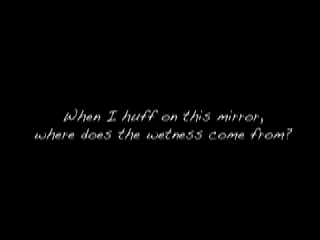 When I huff on this mirror,
where does the wetness come from?